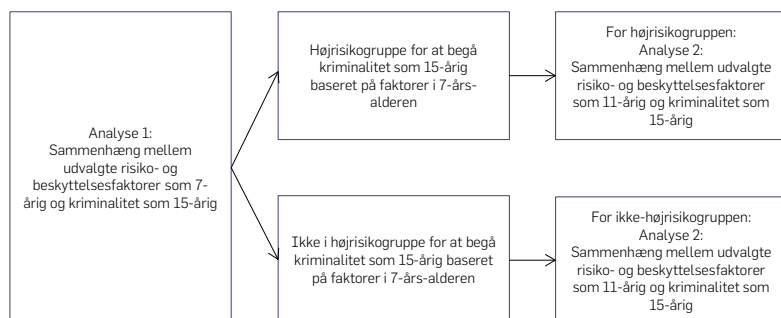 Analyse 1:
Sammenhæng mellem
udvalgte risiko- og
beskyttelsesfaktorer som 7-
årig og kriminalitet som 15-årig
Højrisikogruppe for at begå
kriminalitet som 15-årig
baseret på faktorer i 7-års-
alderen
For højrisikogruppen:
Analyse 2:
Sammenhæng mellem udvalgte
risiko- og beskyttelsesfaktorer
som 11-årig og kriminalitet som
15-årig
Ikke i højrisikogruppe for at begå
kriminalitet som 15-årig baseret
på faktorer i 7-års-alderen
For ikke-højrisikogruppen:
Analyse 2:
Sammenhæng mellem udvalgte
risiko- og beskyttelsesfaktorer
som 11-årig og kriminalitet som
15-årig